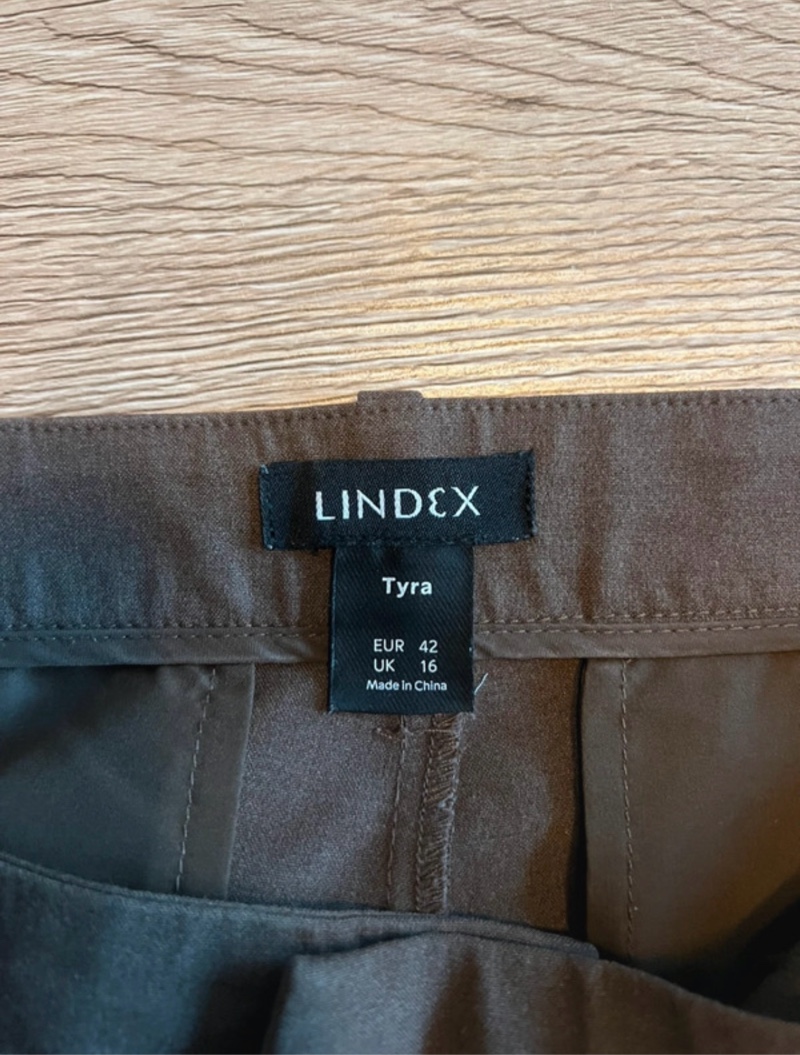 LINDEX
Tyra
EUR 42
UK 16
Made in China